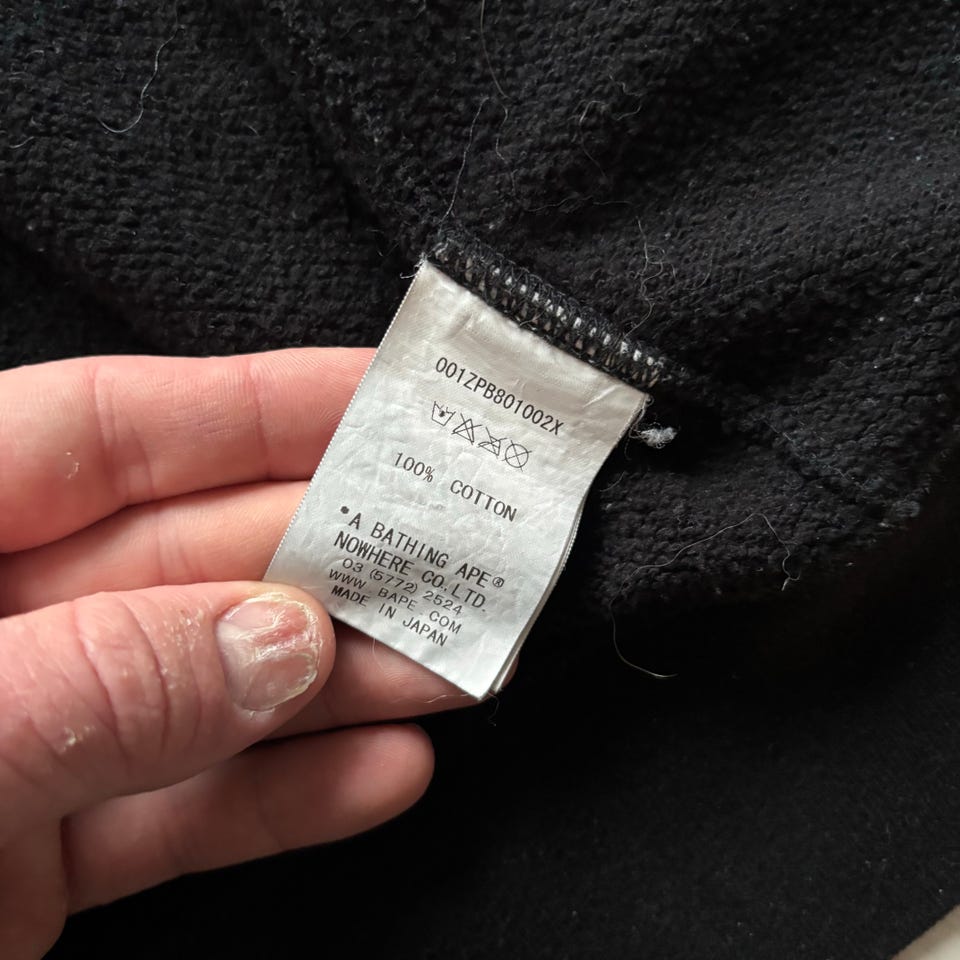 001ZPB801002X
100% COTTON
•A BATHING APE®
NOWHERE CO.,LTD.
03 (5772) 2524
WWW. BAPE. COM
MADE IN JAPAN